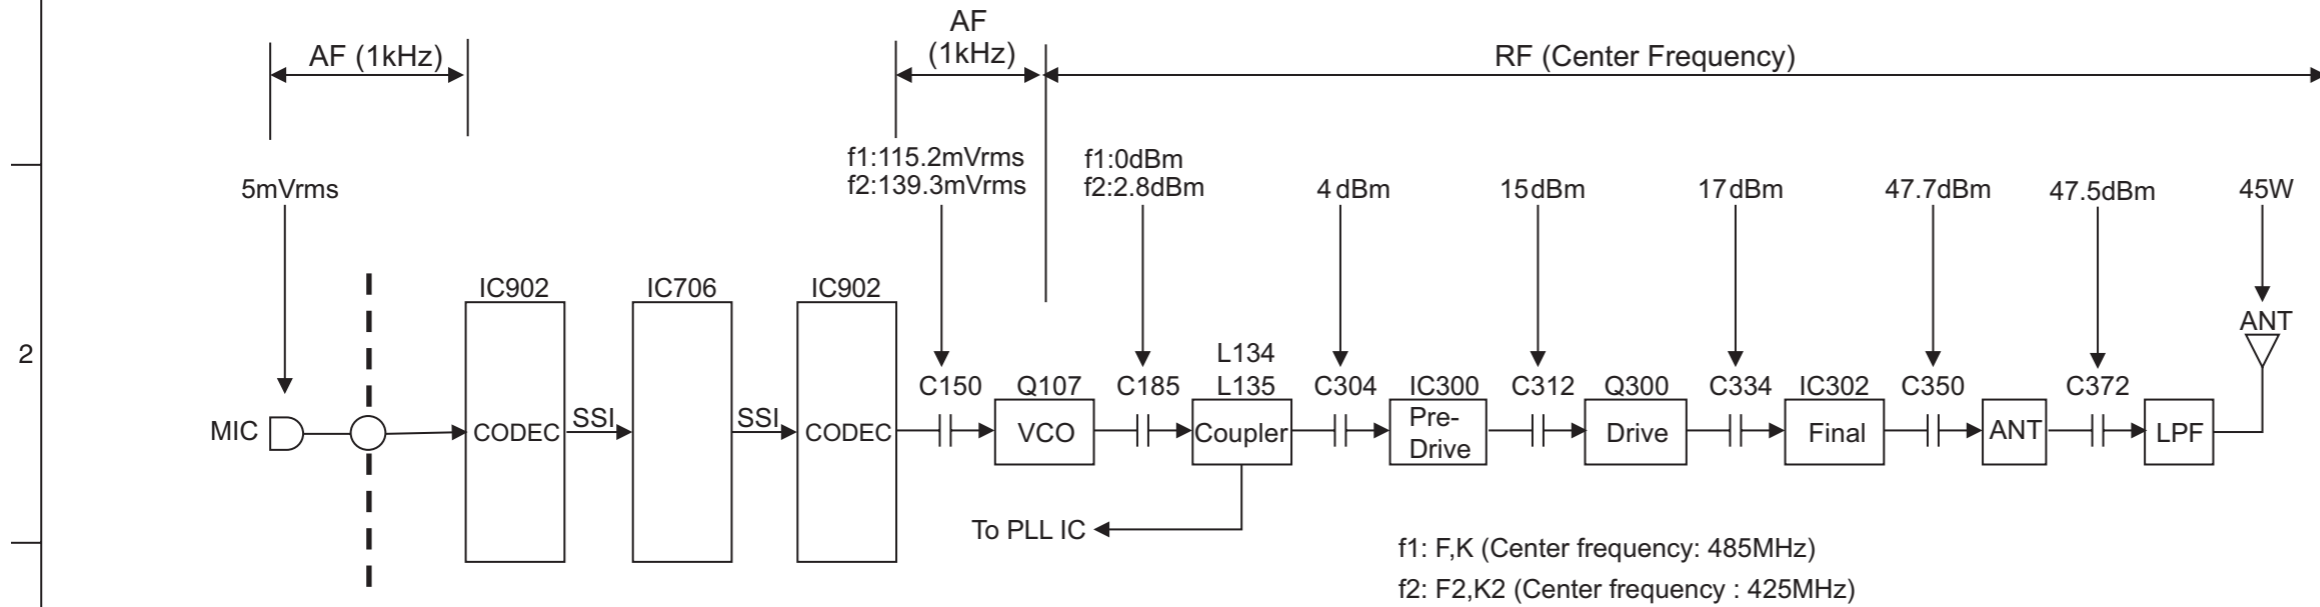 AF
AF (1kHz)
(1kHz)
RF (Center Frequency)
f1:115.2mVrms
f2:139.3mVrms
f1:0dBm
f2:2.8dBm
5mVrms
4dBm
15dBm
17dBm
47.7dBm
47.5dBm
45W
IC902
IC706
IC902
ANT
2
L134
C150
Q107
C185
L135
C304
IC300
C312
Q300
C334
IC302
C350
C372
MIC
CODEC
SSI
SSI
CODEC
VCO
Coupler
Pre-
Drive
Drive
Final
ANT
LPF
To PLL IC
f1: F,K (Center frequency: 485MHz)
f2: F2,K2 (Center frequency : 425MHz)